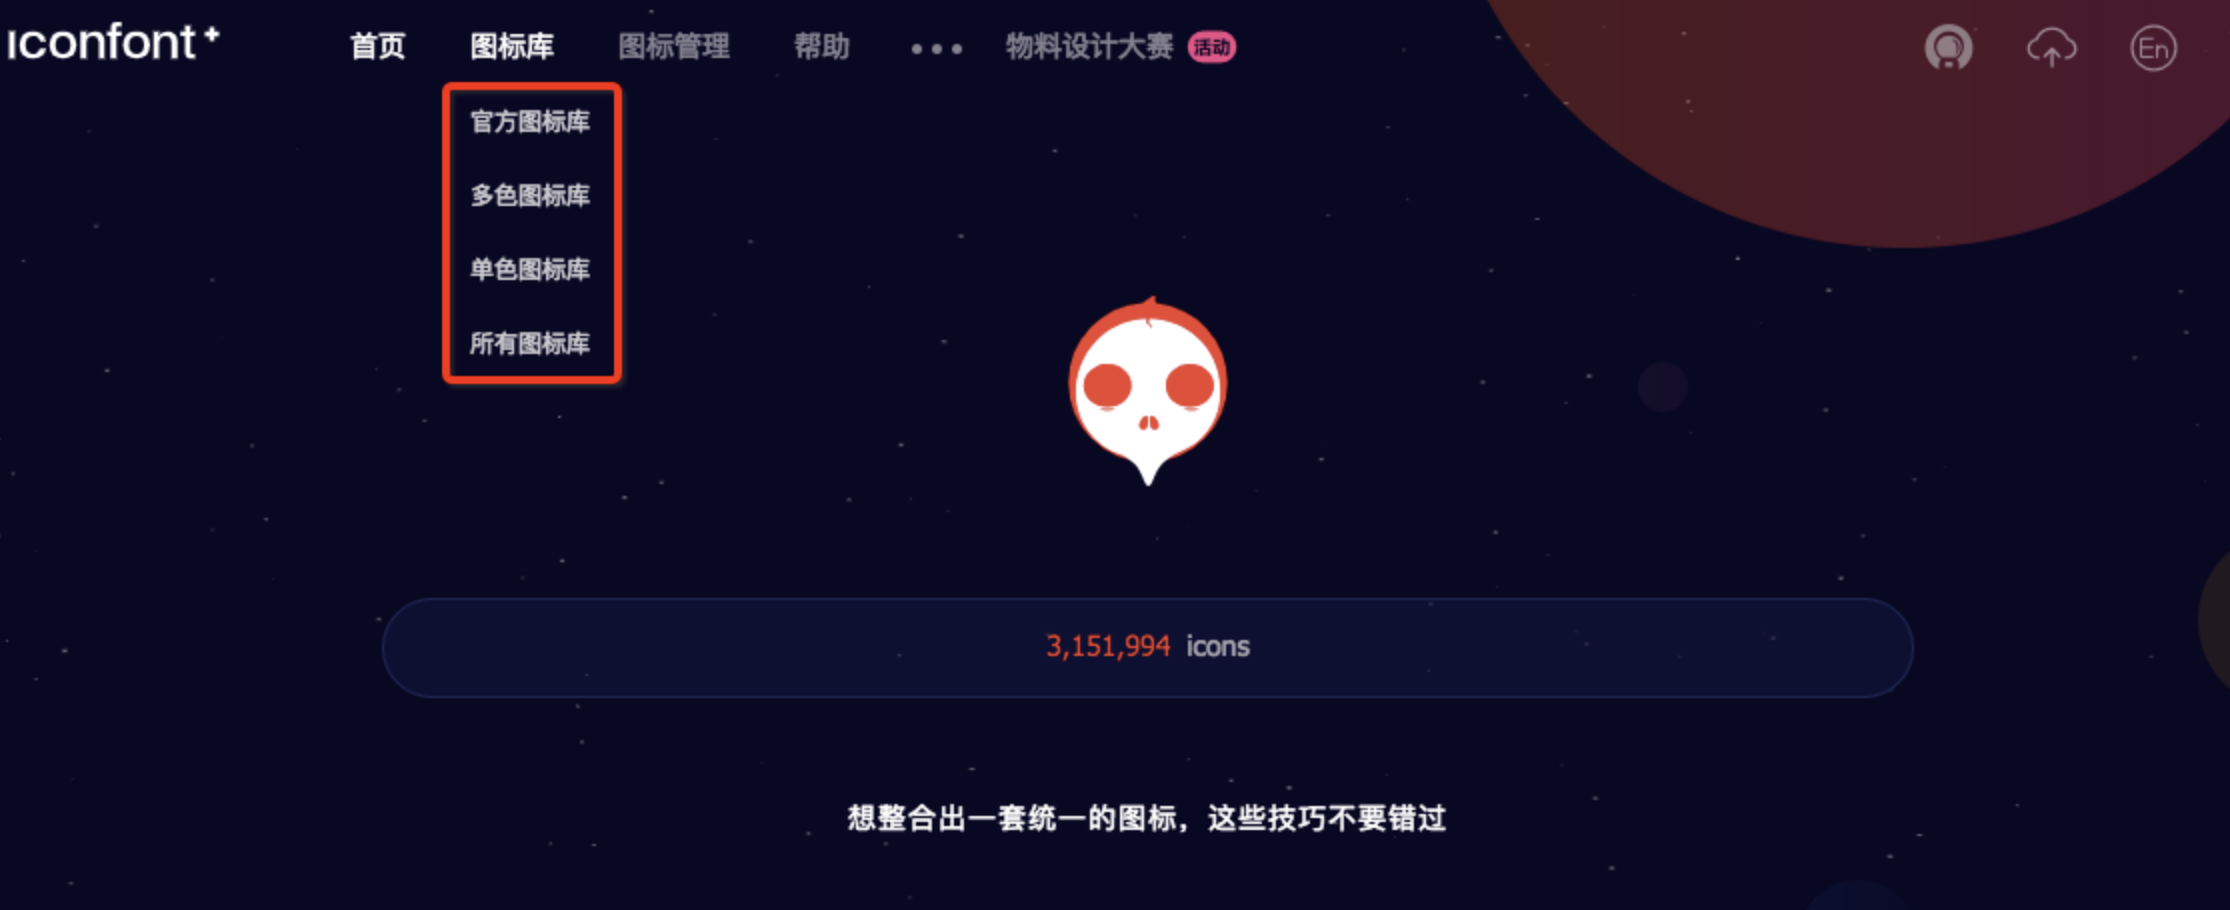 iconfont+
首页 图标库 图标管理 帮助 ••• 物料设计大赛 活动 En
官方图标库
多色图标库
单色图标库
所有图标库
3,151,994 icons
想整合出一套统一的图标，这些技巧不要错过